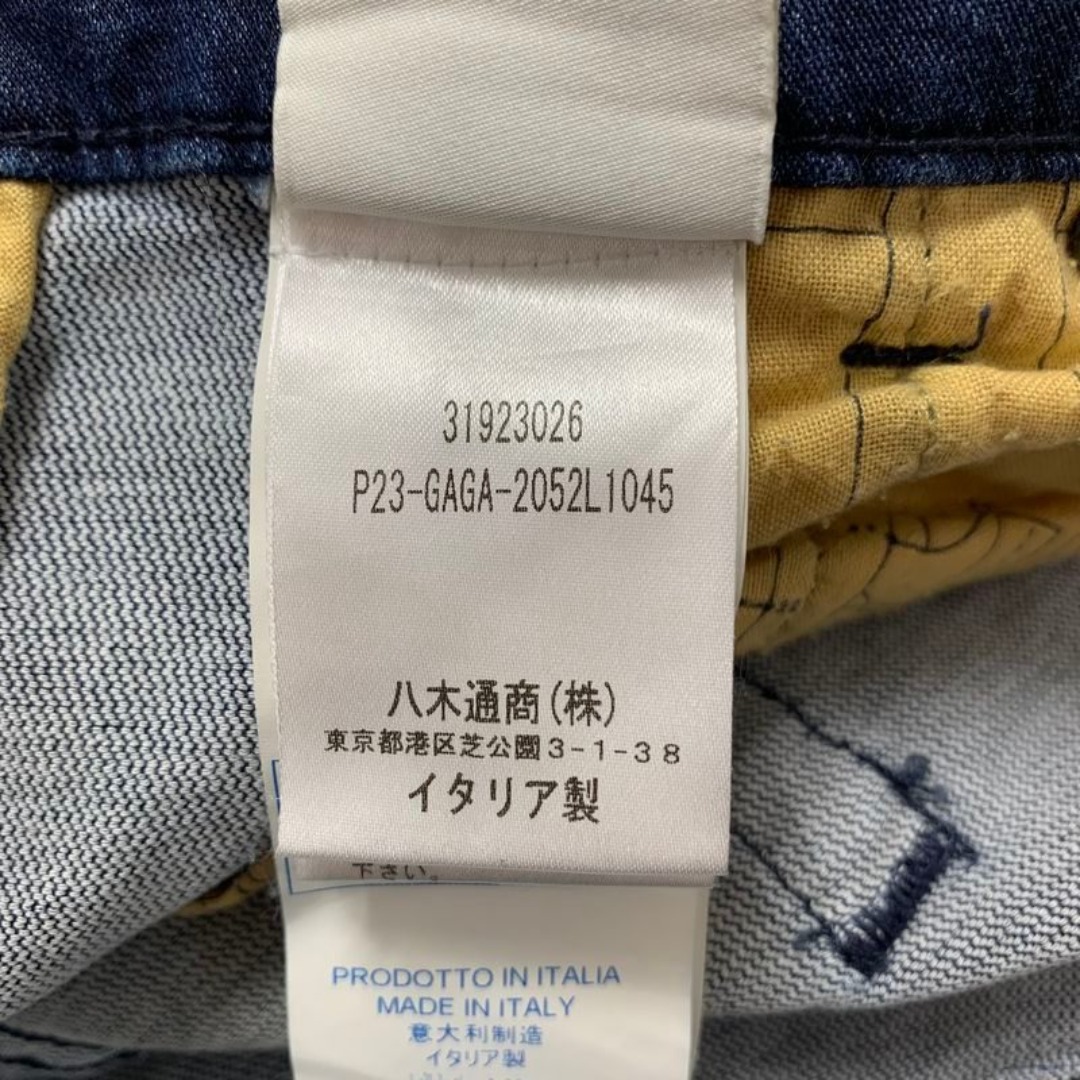 31923026
P23-GAGA-2052L1045
八木通商(株)
東京都港区芝公園3-1-38
イタリア製
下さい。
PRODOTTO IN ITALIA
MADE IN ITALY
意大利制造
イタリア製